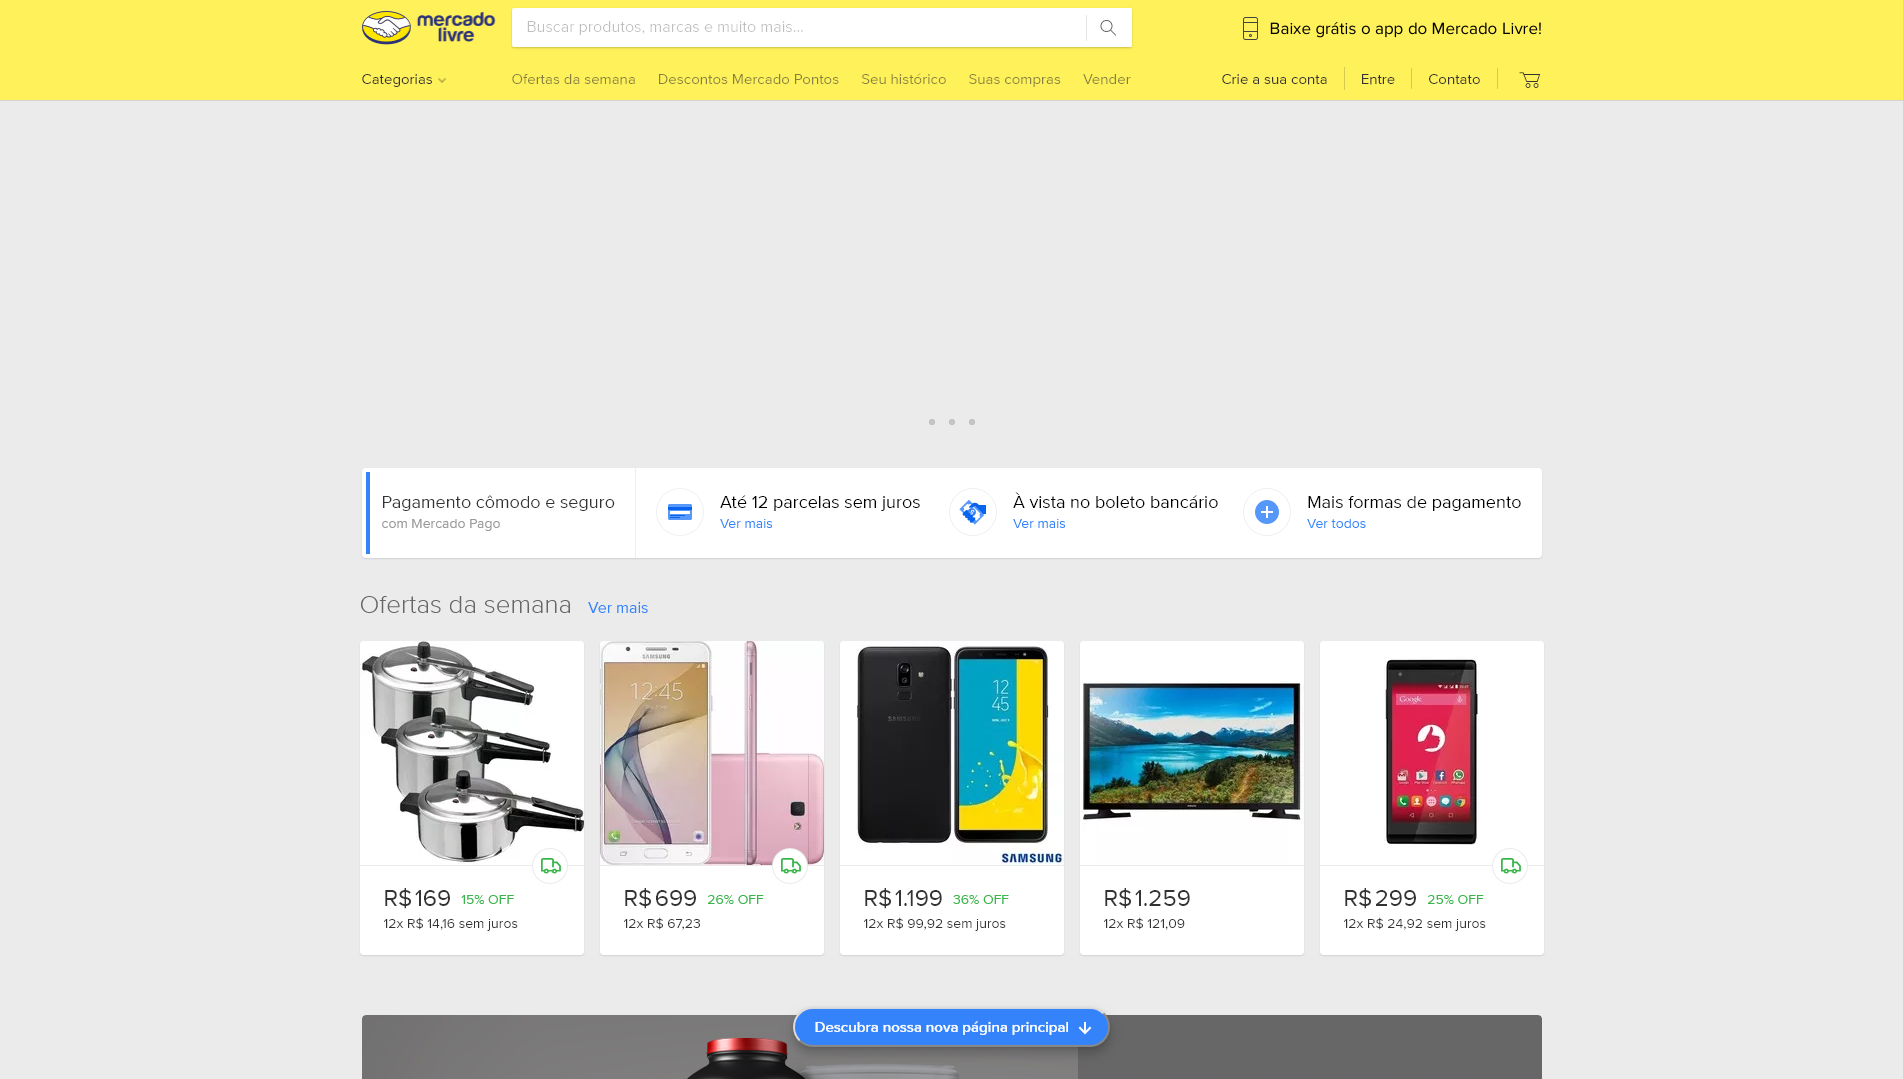 mercado
livre
Buscar produtos, marcas e muito mais...
Baixe grátis o app do Mercado Livre!
Categorias
Ofertas da semana
Descontos Mercado Pontos
Seu histórico
Suas compras
Vender
Crie a sua conta
Entre
Contato
Pagamento cômodo e seguro
com Mercado Pago
Até 12 parcelas sem juros
Ver mais
À vista no boleto bancário
Ver mais
Mais formas de pagamento
Ver todos
Ofertas da semana Ver mais
SAMSUNG
12:45
SAMSUNG
12
45
SAMSUNG
Google
R$ 169 15% OFF
12x R$ 14,16 sem juros
R$ 699 26% OFF
12x R$ 67,23
R$ 1.199 36% OFF
12x R$ 99,92 sem juros
R$ 1.259
12x R$ 121,09
R$ 299 25% OFF
12x R$ 24,92 sem juros
Descubra nossa nova página principal